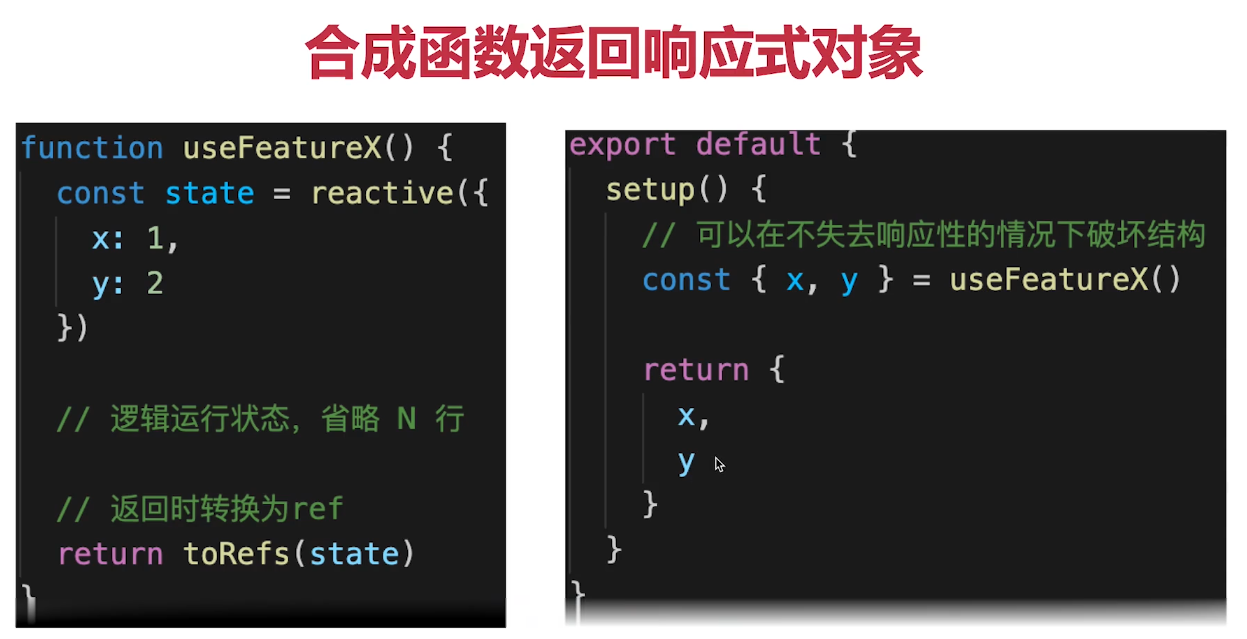 合成函数返回响应式对象
function useFeatureX() {
const state = reactive({
x: 1,
y: 2
})
// 逻辑运行状态，省略 N 行
// 返回时转换为ref
return toRefs(state)
}
export default {
setup() {
// 可以在不失去响应性的情况下破坏结构
const { x, y } = useFeatureX()
return {
x,
y
}
}
}